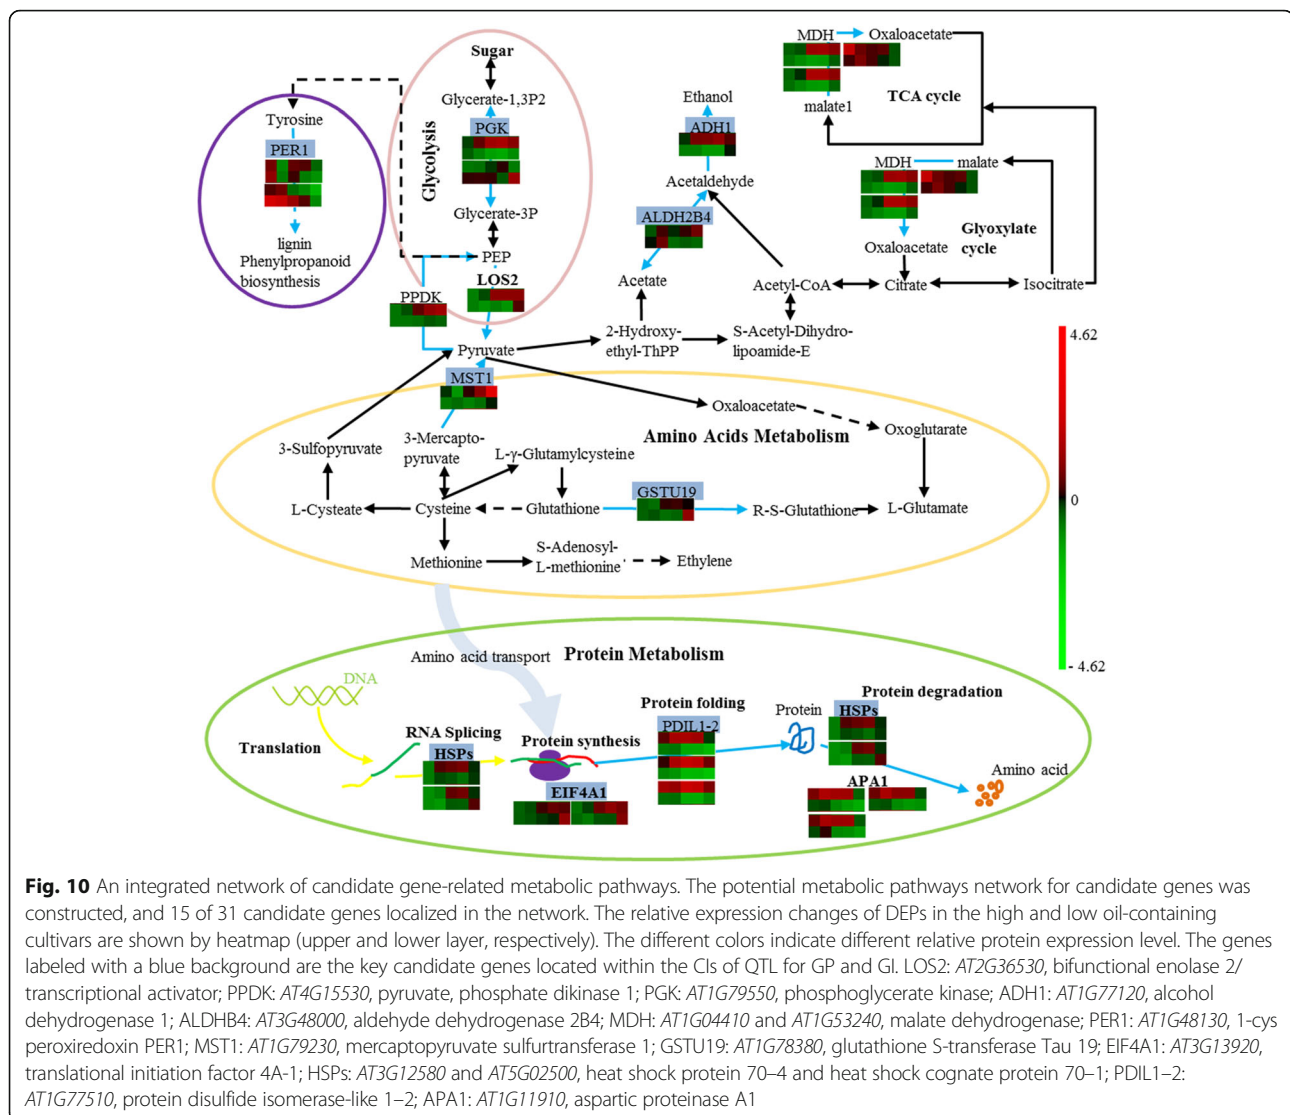 Sugar
Glycerate-1,3P2
PGK
Glycolysis
Glycerate-3P
PEP
LOS2
PPDK
Pyruvate
Tyrosine
PER1
lignin
Phenylpropanoid
biosynthesis
Ethanol
ADH1
Acetaldehyde
ALDH2B4
Acetate
2-Hydroxy-
ethyl-ThPP
S-Acetyl-Dihydro-
lipoamide-E
Acetyl-CoA
Citrate
Isocitrate
MDH
Oxaloacetate
TCA cycle
malate1
MDH
malate
Glyoxylate
cycle
Oxaloacetate
4.62
0
- 4.62
MST1
Oxaloacetate
Amino Acids Metabolism
Oxoglutarate
3-Sulfopyruvate
3-Mercapto-
pyruvate
L-γ-Glutamylcysteine
GSTU19
L-Cysteate
Cysteine
Glutathione
R-S-Glutathione
L-Glutamate
Methionine
S-Adenosyl-
L-methionine
Ethylene
Amino acid transport
Protein Metabolism
DNA
Translation
RNA Splicing
HSPs
Protein synthesis
EIF4A1
Protein folding
PDIL1-2
Protein
Protein degradation
HSPs
APA1
Amino acid
Fig. 10 An integrated network of candidate gene-related metabolic pathways. The potential metabolic pathways network for candidate genes was
constructed, and 15 of 31 candidate genes localized in the network. The relative expression changes of DEPs in the high and low oil-containing
cultivars are shown by heatmap (upper and lower layer, respectively). The different colors indicate different relative protein expression level. The genes
labeled with a blue background are the key candidate genes located within the CIs of QTL for GP and GI. LOS2: AT2G36530, bifunctional enolase 2/
transcriptional activator; PPDK: AT4G15530, pyruvate, phosphate dikinase 1; PGK: AT1G79550, phosphoglycerate kinase; ADH1: AT1G77120, alcohol
dehydrogenase 1; ALDHB4: AT3G48000, aldehyde dehydrogenase 2B4; MDH: AT1G04410 and AT1G53240, malate dehydrogenase; PER1: AT1G48130, 1-cys
peroxiredoxin PER1; MST1: AT1G79230, mercaptopyruvate sulfurtransferase 1; GSTU19: AT1G78380, glutathione S-transferase Tau 19; EIF4A1: AT3G13920,
translational initiation factor 4A-1; HSPs: AT3G12580 and AT5G02500, heat shock protein 70–4 and heat shock cognate protein 70–1; PDIL1–2:
AT1G77510, protein disulfide isomerase-like 1–2; APA1: AT1G11910, aspartic proteinase A1